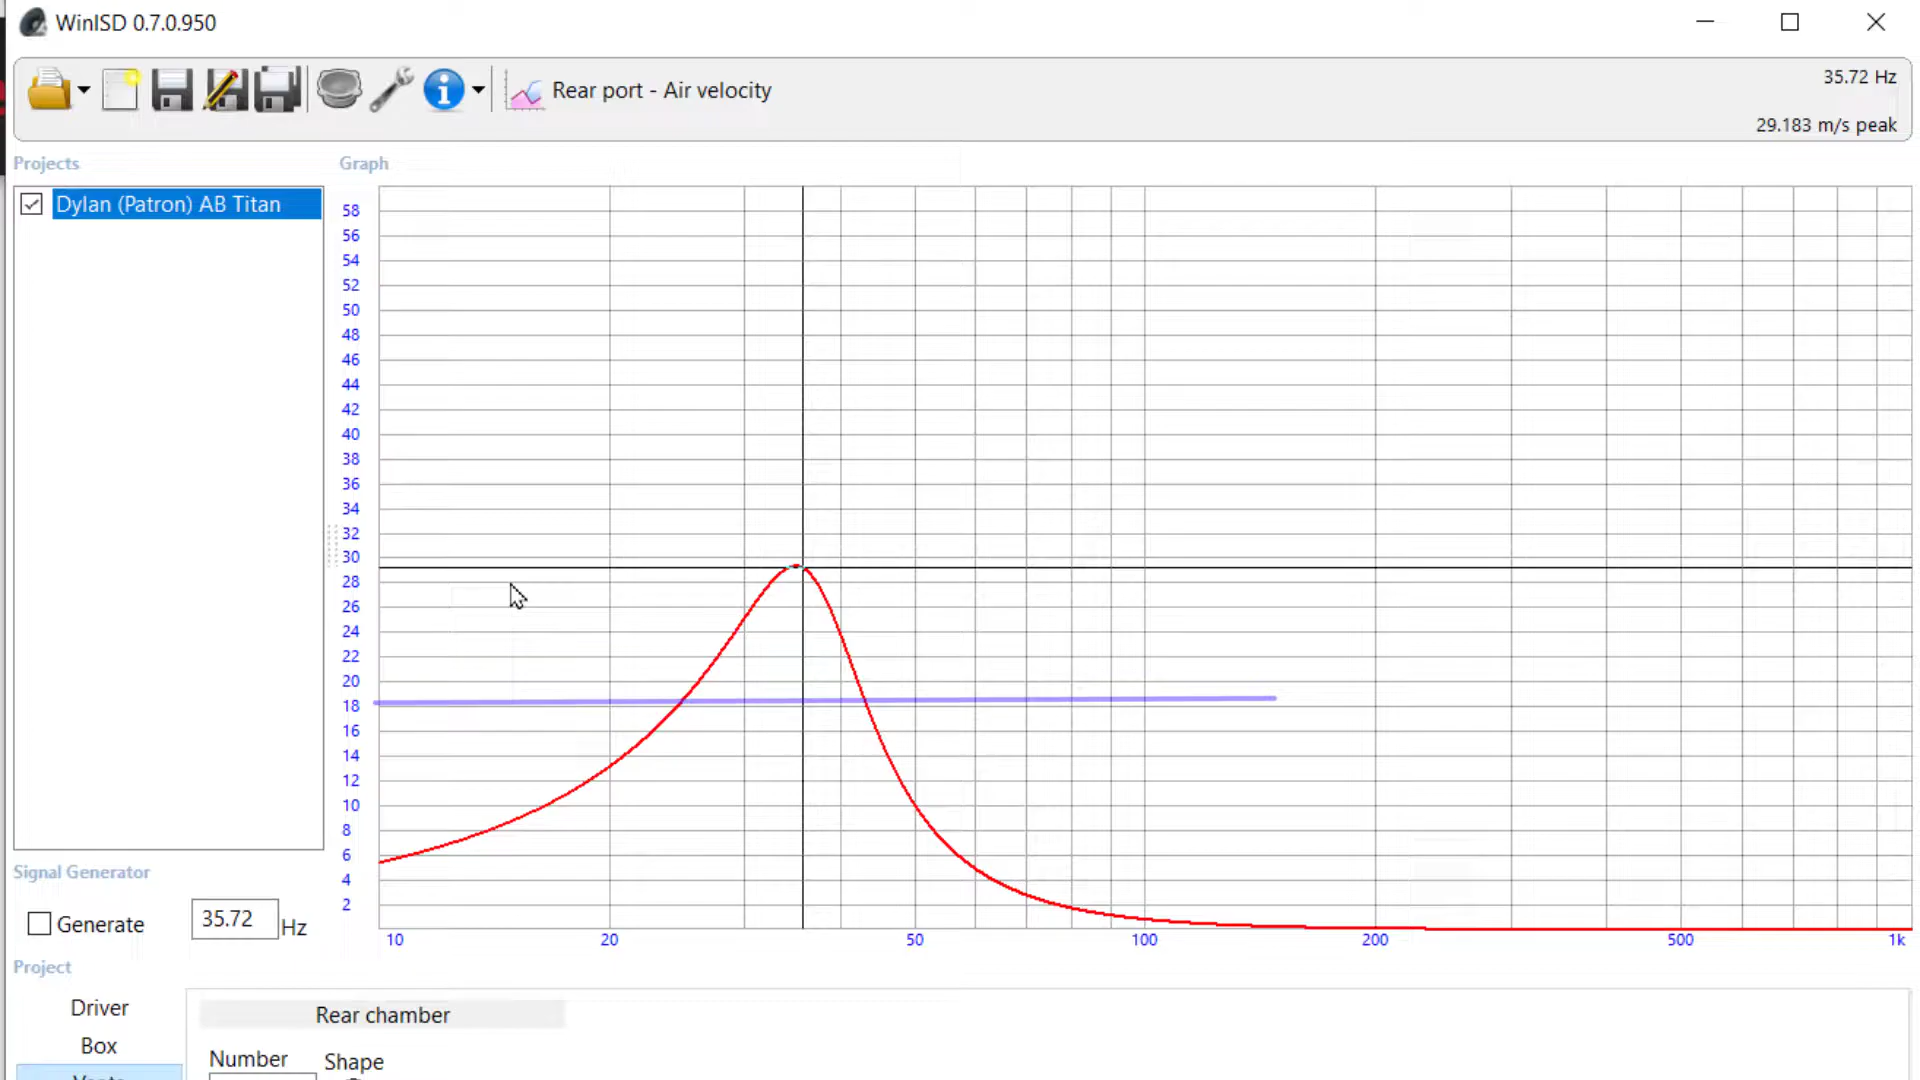 WinISD 0.7.0.950
Rear port - Air velocity
35.72 Hz
29.183 m/s peak
Projects
Graph
Dylan (Patron) AB Titan
58
56
54
52
50
48
46
44
42
40
38
36
34
32
30
28
26
24
22
20
18
16
14
12
10
8
6
4
2
10 20 50 100 200 500 1k
Signal Generator
Generate 35.72 Hz
Project
Driver
Rear chamber
Box
Number Shape